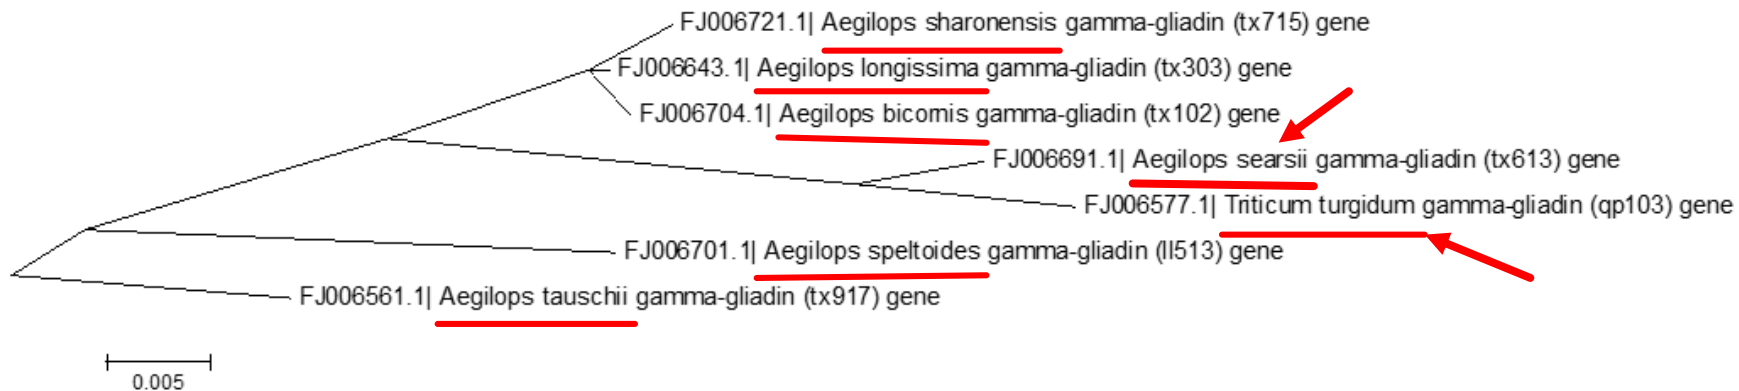 FJ006721.1| Aegilops sharonensis gamma-gliadin (tx715) gene
FJ006643.1| Aegilops longissima gamma-gliadin (tx303) gene
FJ006704.1| Aegilops bicornis gamma-gliadin (tx102) gene
FJ006691.1| Aegilops searsii gamma-gliadin (tx613) gene
FJ006577.1| Triticum turgidum gamma-gliadin (qp103) gene
FJ006701.1| Aegilops speltoides gamma-gliadin (ll513) gene
FJ006561.1| Aegilops tauschii gamma-gliadin (tx917) gene
0.005